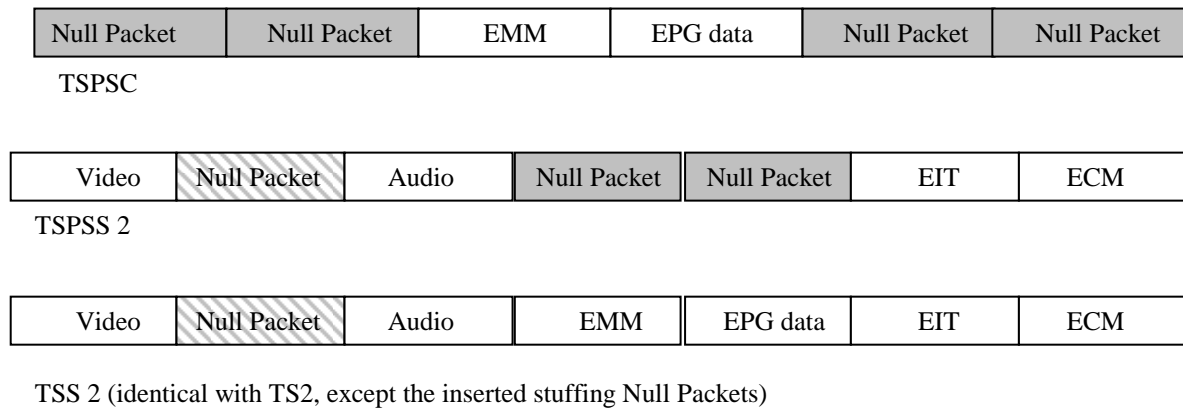 Null Packet Null Packet EMM EPG data Null Packet Null Packet
TSPSC
Video Null Packet Audio Null Packet Null Packet EIT ECM
TSPSS 2
Video Null Packet Audio EMM EPG data EIT ECM
TSS 2 (identical with TS2, except the inserted stuffing Null Packets)